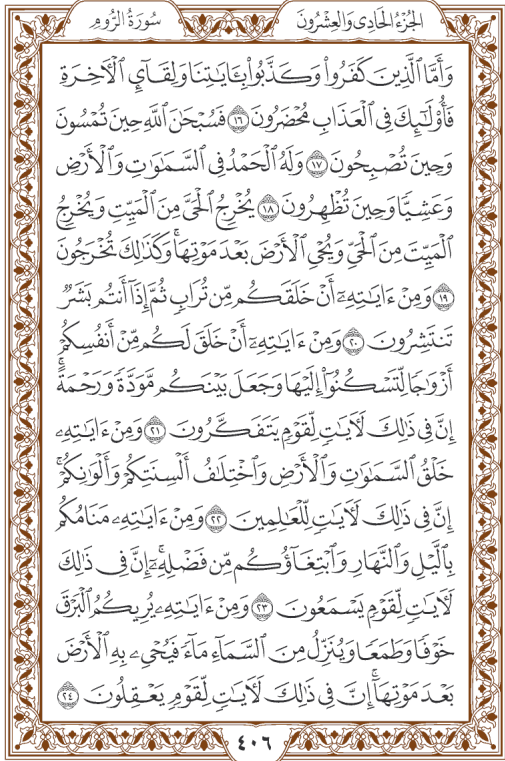 الجُزْءُ الحَادِى وَالعِشْرُونَ
سُورَةُ الرُّومِ
وَأَمَّا ٱلَّذِينَ كَفَرُوا۟ وَكَذَّبُوا۟ بِـَٔايَٰتِنَا وَلِقَآئِ ٱلْأٓخِرَةِ
فَأُو۟لَٰٓئِكَ فِى ٱلْعَذَابِ مُحْضَرُونَ ١٦ فَسُبْحَٰنَ ٱللَّهِ حِينَ تُمْسُونَ
وَحِينَ تُصْبِحُونَ ١٧ وَلَهُ ٱلْحَمْدُ فِى ٱلسَّمَٰوَٰتِ وَٱلْأَرْضِ
وَعَشِيًّا وَحِينَ تُظْهِرُونَ ١٨ يُخْرِجُ ٱلْحَىَّ مِنَ ٱلْمَيِّتِ وَيُخْرِجُ
ٱلْمَيِّتَ مِنَ ٱلْحَىِّ وَيُحْىِ ٱلْأَرْضَ بَعْدَ مَوْتِهَا ۚ وَكَذَٰلِكَ تُخْرَجُونَ
١٩ وَمِنْ ءَايَٰتِهِۦٓ أَنْ خَلَقَكُم مِّن تُرَابٍ ثُمَّ إِذَآ أَنتُم بَشَرٌ
تَنتَشِرُونَ ٢٠ وَمِنْ ءَايَٰتِهِۦٓ أَنْ خَلَقَ لَكُم مِّنْ أَنفُسِكُمْ
أَزْوَٰجًا لِّتَسْكُنُوٓا۟ إِلَيْهَا وَجَعَلَ بَيْنَكُم مَّوَدَّةً وَرَحْمَةً ۚ
إِنَّ فِى ذَٰلِكَ لَأٓيَٰتٍ لِّقَوْمٍ يَتَفَكَّرُونَ ٢١ وَمِنْ ءَايَٰتِهِۦ
خَلْقُ ٱلسَّمَٰوَٰتِ وَٱلْأَرْضِ وَٱخْتِلَٰفُ أَلْسِنَتِكُمْ وَأَلْوَٰنِكُمْ ۚ
إِنَّ فِى ذَٰلِكَ لَأٓيَٰتٍ لِّلْعَٰلِمِينَ ٢٢ وَمِنْ ءَايَٰتِهِۦ مَنَامُكُم
بِٱلَّيْلِ وَٱلنَّهَارِ وَٱبْتِغَآؤُكُم مِّن فَضْلِهِۦٓ ۚ إِنَّ فِى ذَٰلِكَ
لَأٓيَٰتٍ لِّقَوْمٍ يَسْمَعُونَ ٢٣ وَمِنْ ءَايَٰتِهِۦ يُرِيكُمُ ٱلْبَرْقَ
خَوْفًا وَطَمَعًا وَيُنَزِّلُ مِنَ ٱلسَّمَآءِ مَآءً فَيُحْىِۦ بِهِ ٱلْأَرْضَ
بَعْدَ مَوْتِهَآ ۚ إِنَّ فِى ذَٰلِكَ لَأٓيَٰتٍ لِّقَوْمٍ يَعْقِلُونَ ٢٤
٤٠٦